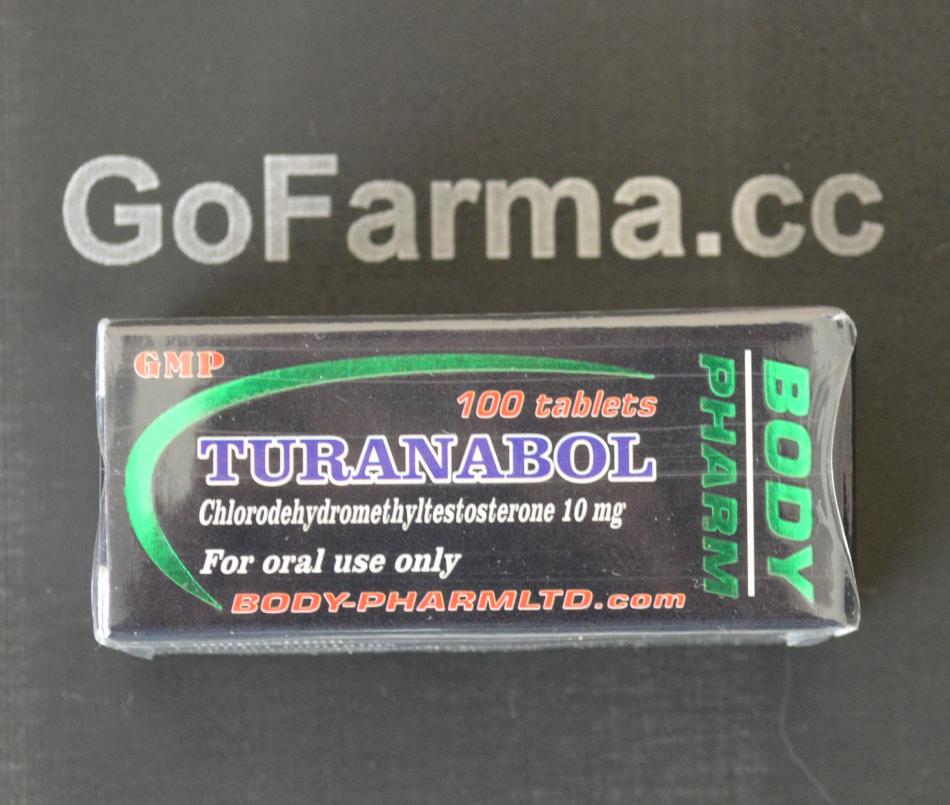 GoFarma.cc
GMP
100 tablets
TURANABOL
Chlorodehydromethyltestosterone 10 mg
For oral use only
BODY-PHARMLTD.com
BODY
PHARM